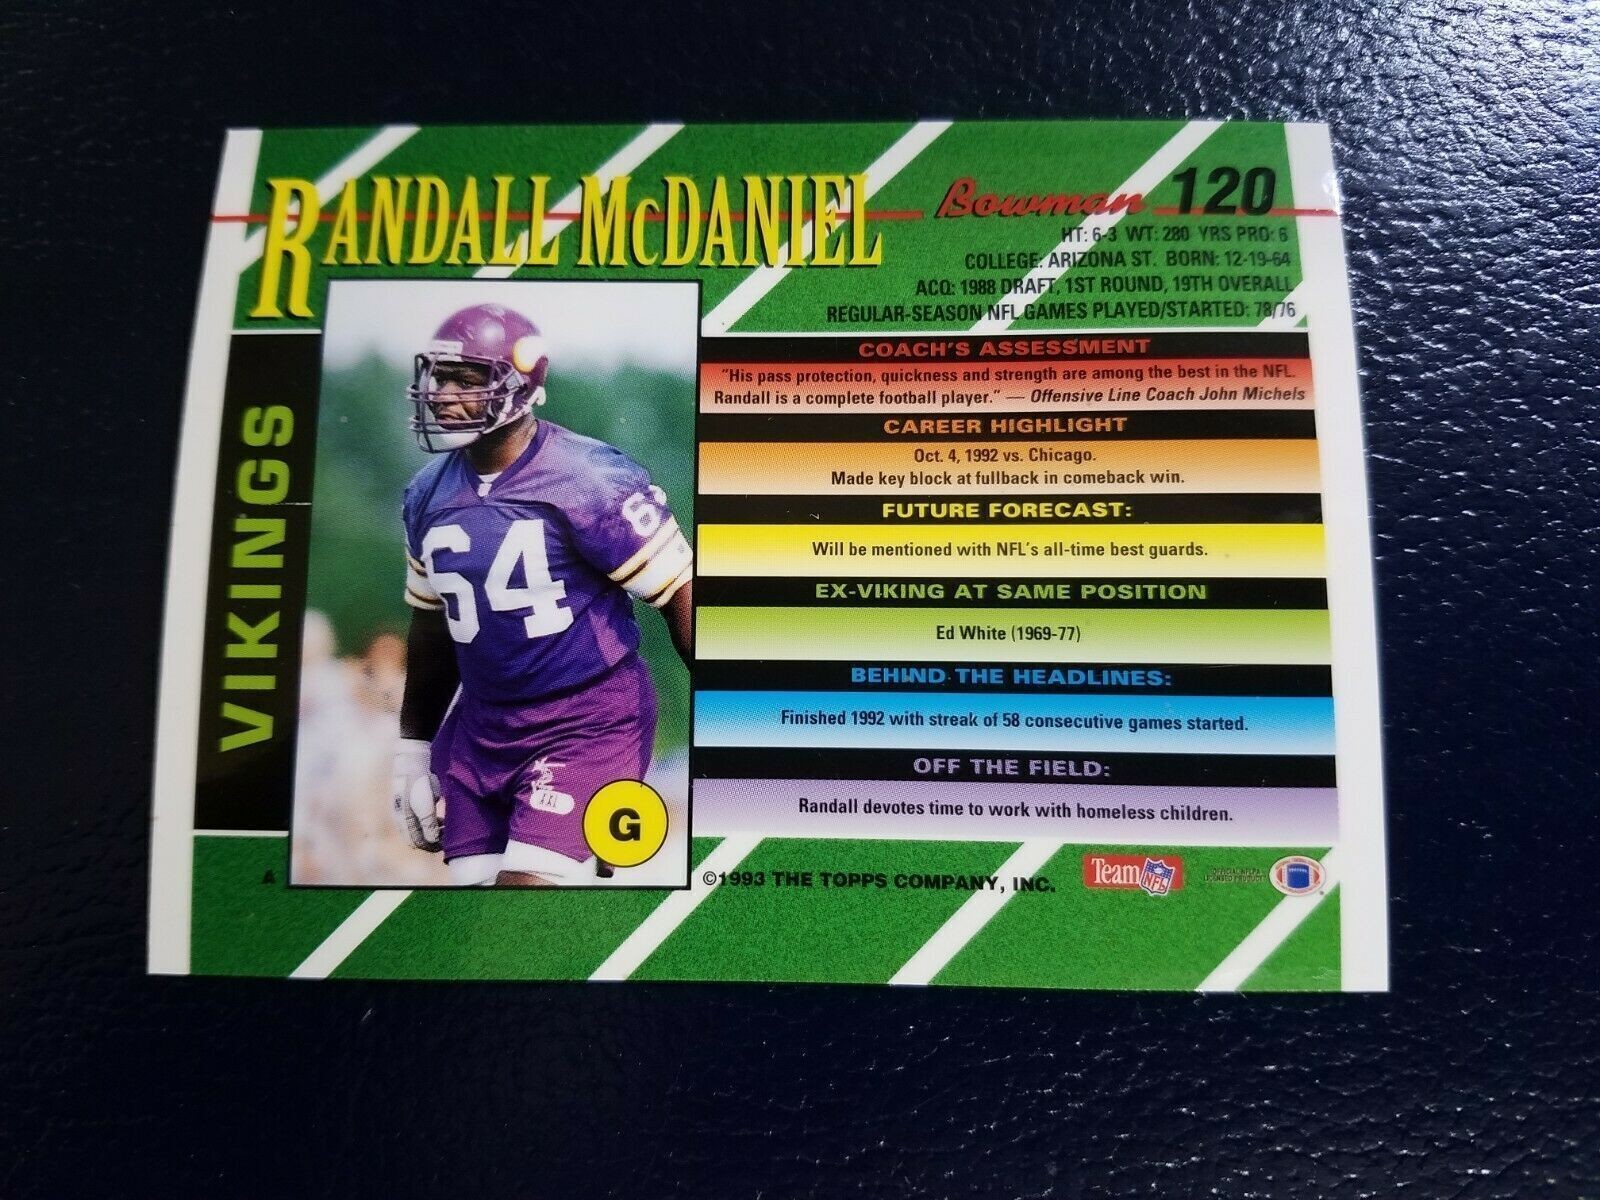 RANDALL McDANIEL
Bowman 120
HT: 6-3 WT: 280 YRS PRO: 6
COLLEGE: ARIZONA ST. BORN: 12-19-64
ACQ: 1988 DRAFT, 1ST ROUND, 19TH OVERALL
REGULAR-SEASON NFL GAMES PLAYED/STARTED: 78/76
VIKINGS
64
64
XXL
G
COACH'S ASSESSMENT
"His pass protection, quickness and strength are among the best in the NFL.
Randall is a complete football player." — Offensive Line Coach John Michels
CAREER HIGHLIGHT
Oct. 4, 1992 vs. Chicago.
Made key block at fullback in comeback win.
FUTURE FORECAST:
Will be mentioned with NFL's all-time best guards.
EX-VIKING AT SAME POSITION
Ed White (1969-77)
BEHIND THE HEADLINES:
Finished 1992 with streak of 58 consecutive games started.
OFF THE FIELD:
Randall devotes time to work with homeless children.
A
©1993 THE TOPPS COMPANY, INC.
Team NFL